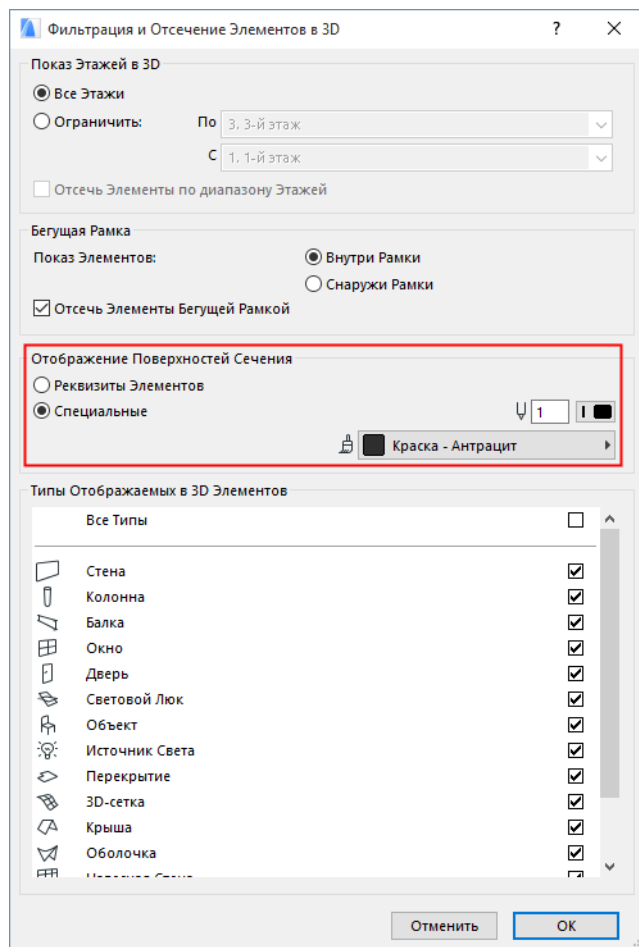 Фильтрация и Отсечение Элементов в 3D
Показ Этажей в 3D
Все Этажи
Ограничить: По 3. 3-й этаж
С 1. 1-й этаж
Отсечь Элементы по диапазону Этажей
Бегущая Рамка
Показ Элементов: Внутри Рамки
Снаружи Рамки
Отсечь Элементы Бегущей Рамкой
Отображение Поверхностей Сечения
Реквизиты Элементов
Специальные 1
Краска - Антрацит
Типы Отображаемых в 3D Элементов
Все Типы
Стена
Колонна
Балка
Окно
Дверь
Световой Люк
Объект
Источник Света
Перекрытие
3D-сетка
Крыша
Оболочка
Отменить OK